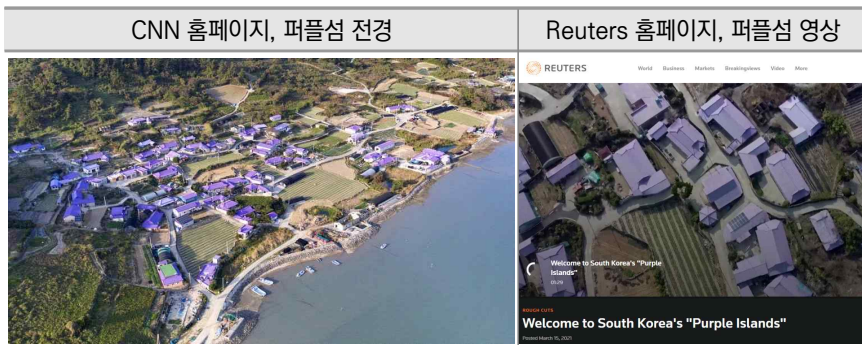 CNN 홈페이지, 퍼플섬 전경
Reuters 홈페이지, 퍼플섬 영상
REUTERS
World Business Markets Breakingviews Video More
Welcome to South Korea's "Purple
Islands"
05:29
ROUGH CUTS
Welcome to South Korea's "Purple Islands"
Posted March 15, 2021